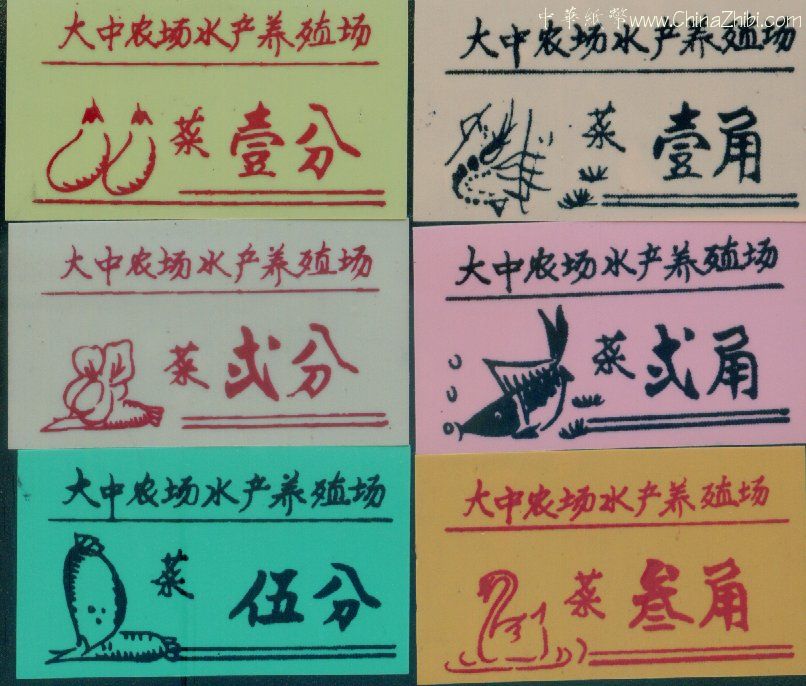 中華紙幣
www.ChinaZhibi.com
大中农场水产养殖场
菜 壹分
大中农场水产养殖场
菜 壹角
大中农场水产养殖场
菜 弍分
大中农场水产养殖场
菜 弍角
大中农场水产养殖场
菜 伍分
大中农场水产养殖场
菜 叁角